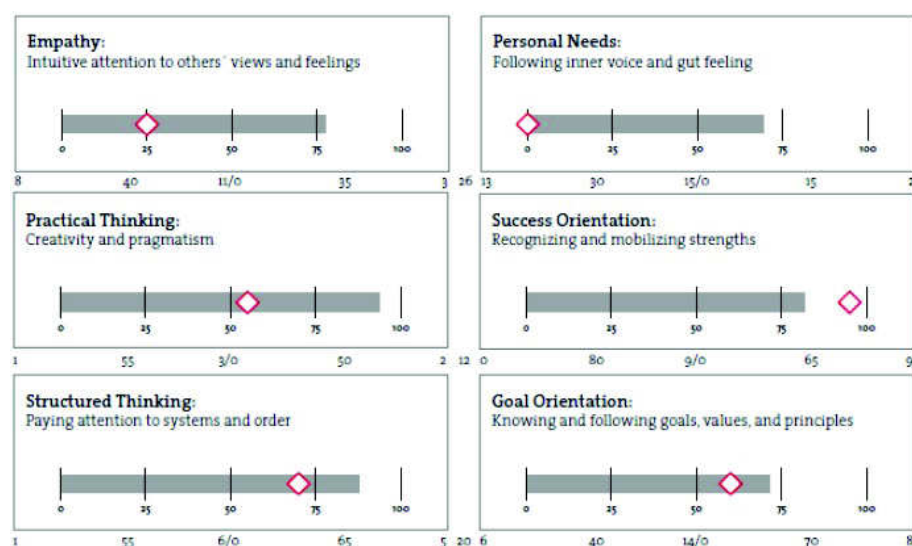 Empathy:
Intuitive attention to others´ views and feelings
0 25 50 75 100
8 40 11/0 35 3 26
Personal Needs:
Following inner voice and gut feeling
0 25 50 75 100
13 30 15/0 15 2
Practical Thinking:
Creativity and pragmatism
0 25 50 75 100
1 55 3/0 50 2 12
Success Orientation:
Recognizing and mobilizing strengths
0 25 50 75 100
0 80 9/0 65 9
Structured Thinking:
Paying attention to systems and order
0 25 50 75 100
1 55 6/0 65 5 20
Goal Orientation:
Knowing and following goals, values, and principles
0 25 50 75 100
6 40 14/0 70 8